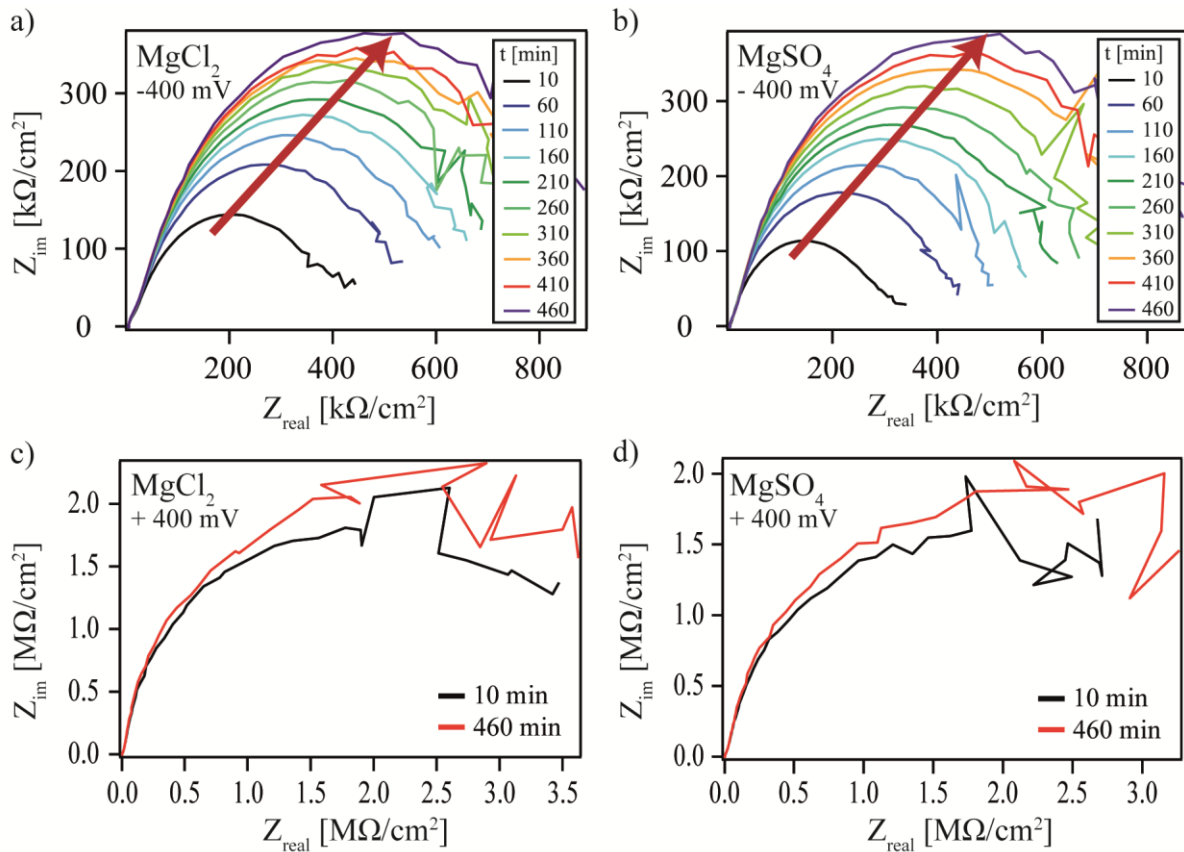 a)
MgCl2
-400 mV
Zim [kΩ/cm²]
300
200
100
0
200
400
600
800
Zreal [kΩ/cm²]
t [min]
10
60
110
160
210
260
310
360
410
460
b)
MgSO4
- 400 mV
Zim [kΩ/cm²]
300
200
100
0
200
400
600
800
Zreal [kΩ/cm²]
t [min]
10
60
110
160
210
260
310
360
410
460
c)
MgCl2
+ 400 mV
Zim [MΩ/cm²]
2.0
1.5
1.0
0.5
0.0
0.0 0.5 1.0 1.5 2.0 2.5 3.0 3.5
Zreal [MΩ/cm²]
10 min
460 min
d)
MgSO4
+ 400 mV
Zim [MΩ/cm²]
2.0
1.5
1.0
0.5
0.0
0.0 0.5 1.0 1.5 2.0 2.5 3.0
Zreal [MΩ/cm²]
10 min
460 min